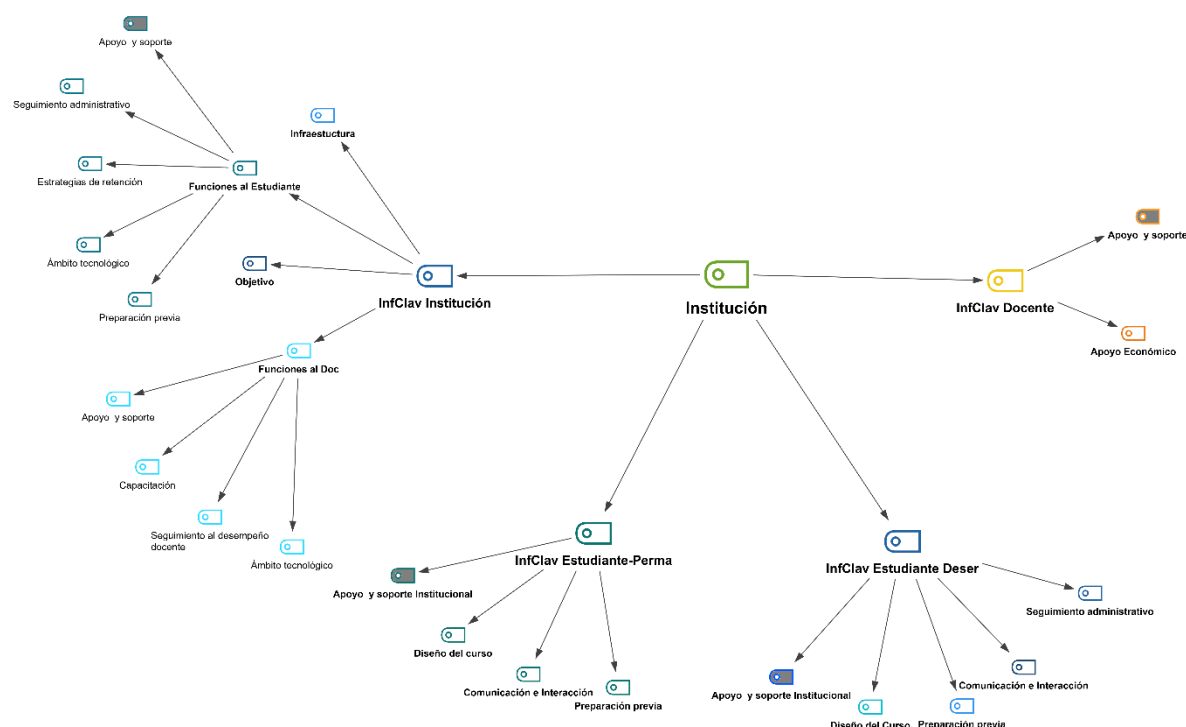 Apoyo y soporte
Seguimiento administrativo
Infraestuctura
Estrategias de retención
Funciones al Estudiante
Apoyo y soporte
Ámbito tecnológico
Objetivo
InfClav Institución
Institución
InfClav Docente
Preparación previa
Apoyo Económico
Funciones al Doc
Apoyo y soporte
Capacitación
Seguimiento al desempeño
docente
Ámbito tecnológico
InfClav Estudiante-Perma
InfClav Estudiante Deser
Apoyo y soporte Institucional
Seguimiento administrativo
Diseño del curso
Comunicación e Interacción
Preparación previa
Comunicación e Interacción
Apoyo y soporte Institucional
Diseño del Curso
Preparación previa